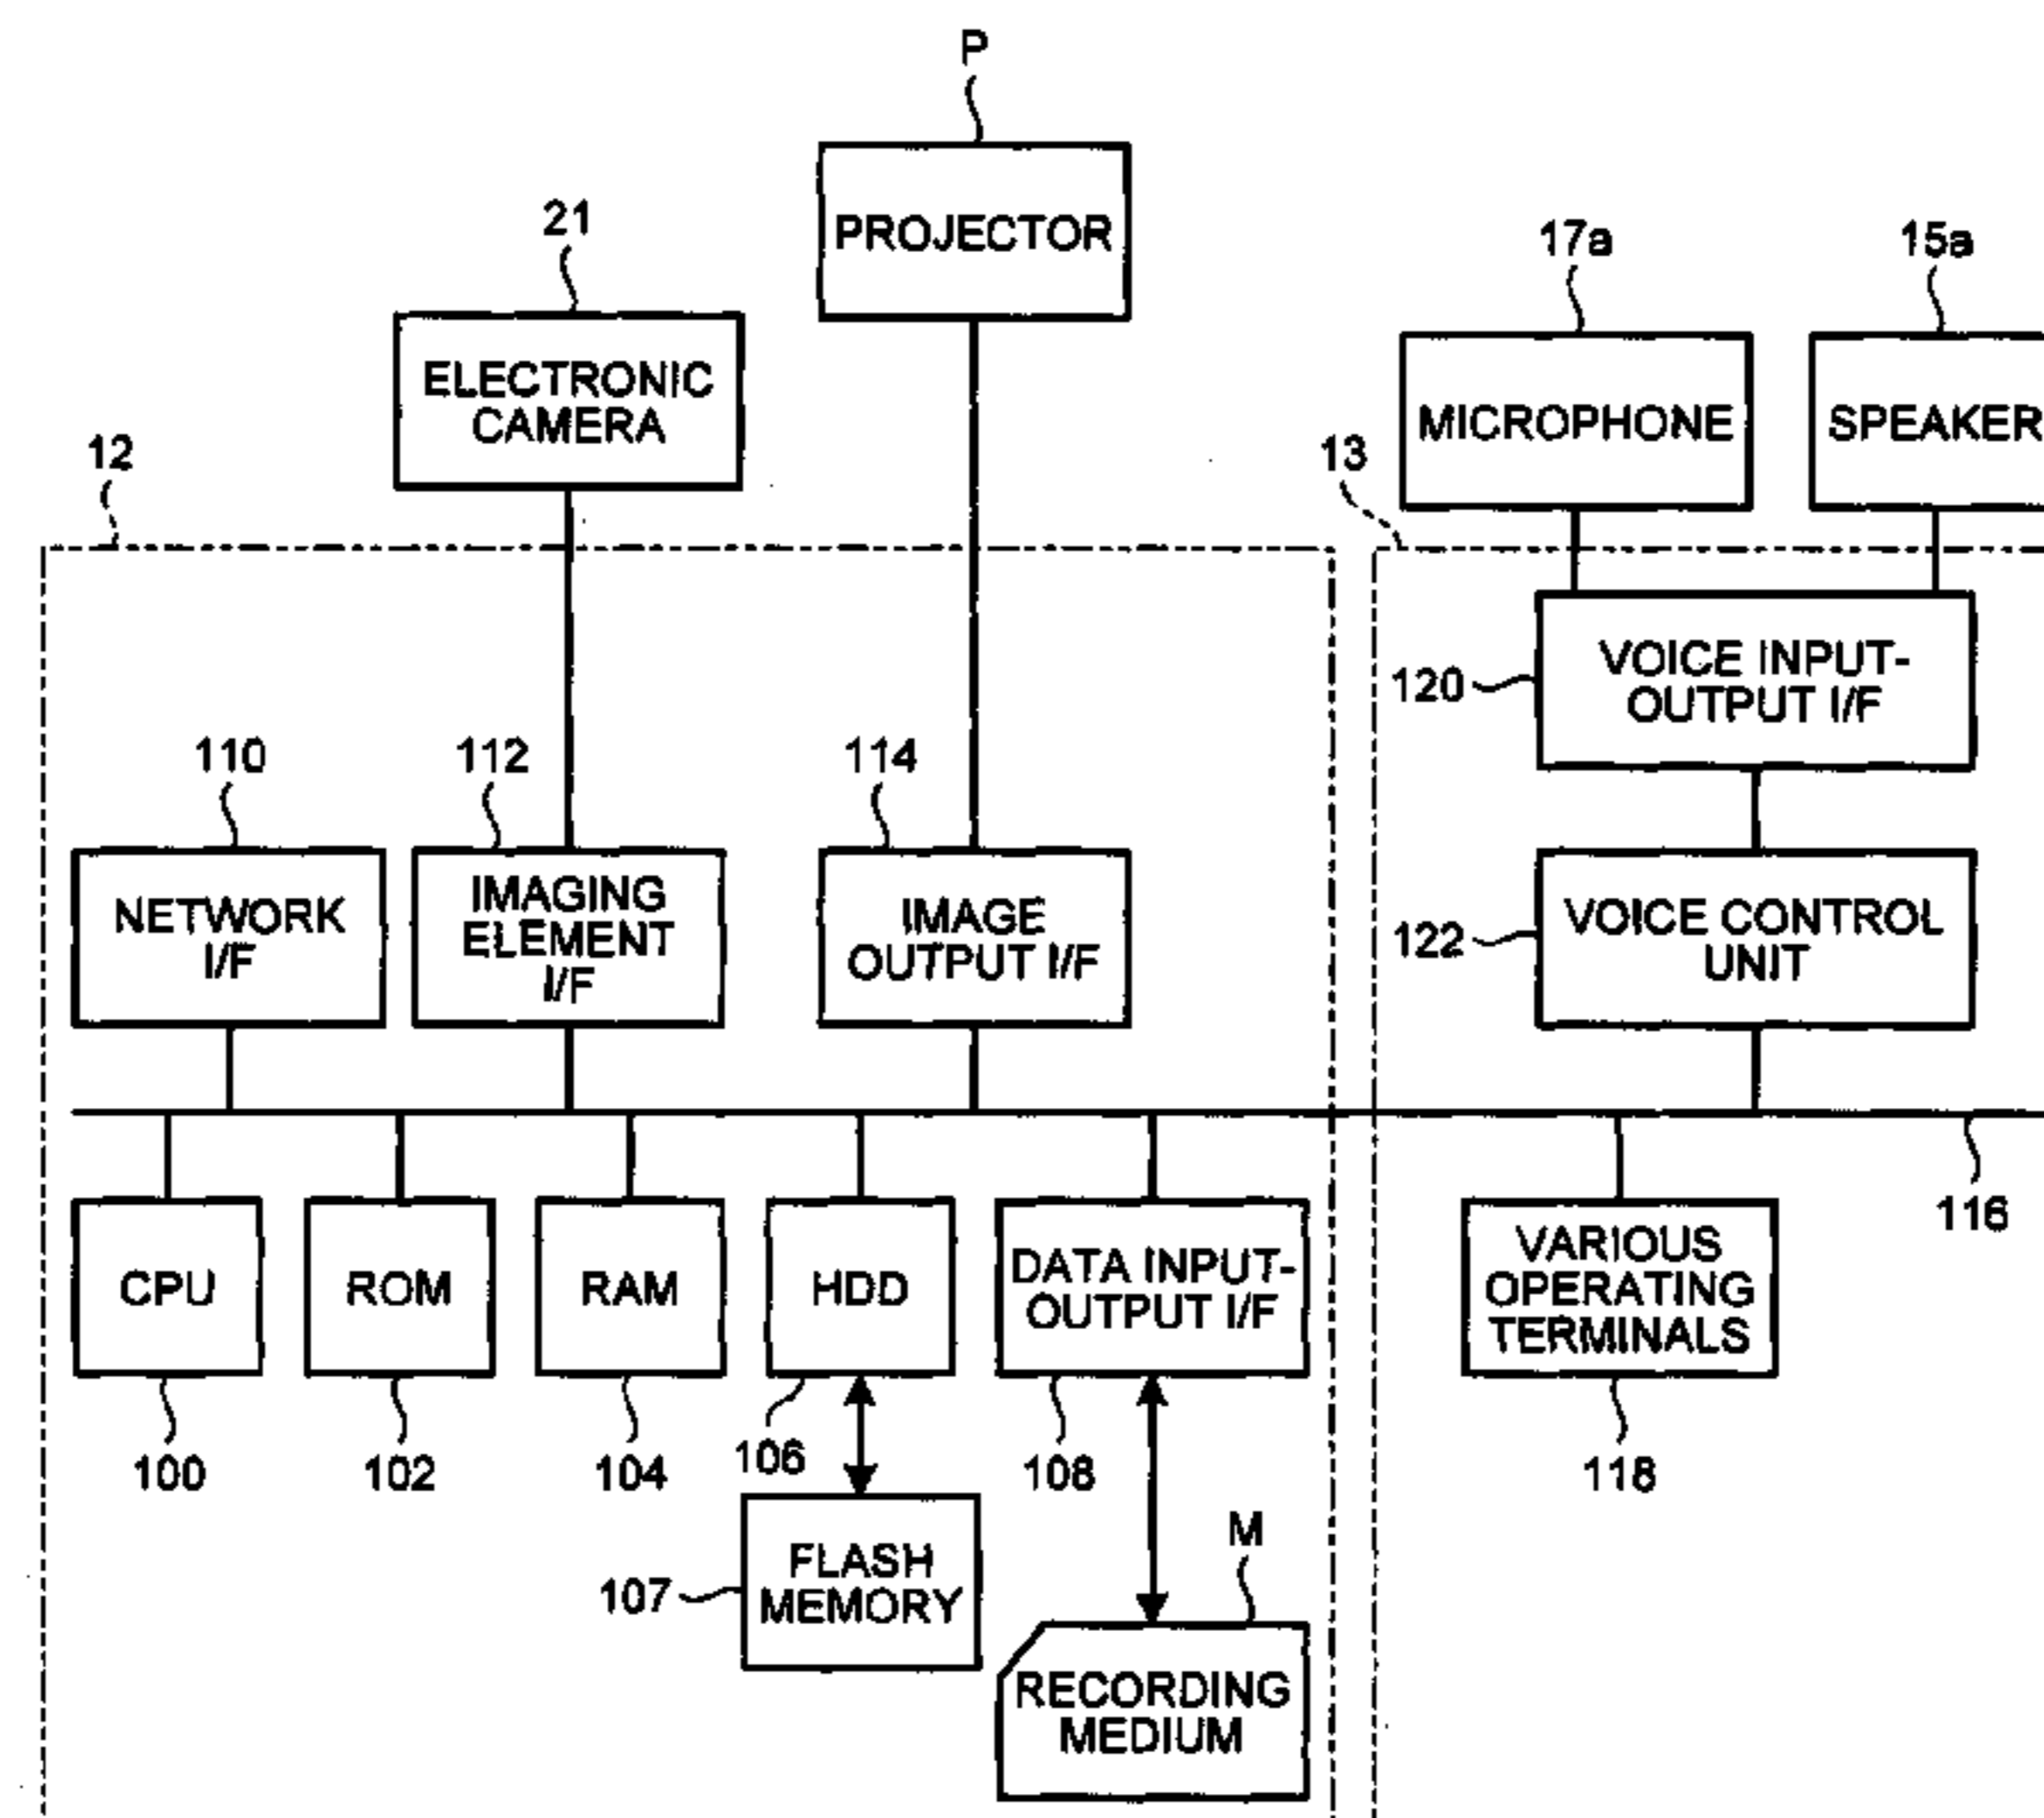 P
PROJECTOR
21
ELECTRONIC
CAMERA
17a
15a
MICROPHONE
SPEAKER
12
13
120
VOICE INPUT-
OUTPUT I/F
110
112
114
NETWORK
I/F
IMAGING
ELEMENT
I/F
IMAGE
OUTPUT I/F
122
VOICE CONTROL
UNIT
116
CPU
ROM
RAM
HDD
DATA INPUT-
OUTPUT I/F
VARIOUS
OPERATING
TERMINALS
100
102
104
106
108
118
107
FLASH
MEMORY
M
RECORDING
MEDIUM